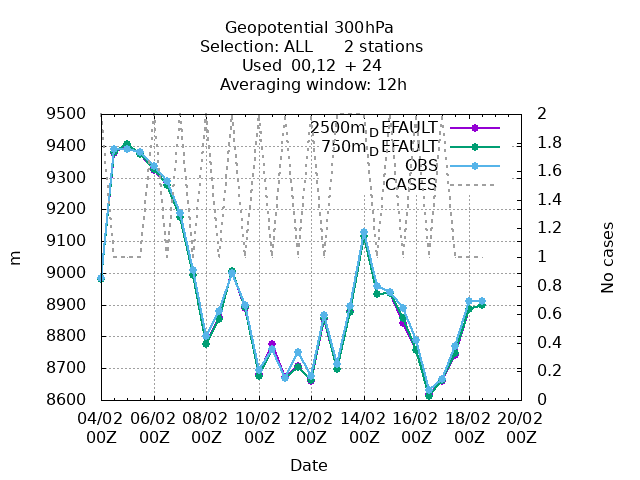 Geopotential 300hPa
Selection: ALL 2 stations
Used 00,12 + 24
Averaging window: 12h
9500
9400
9300
9200
9100
9000
8900
8800
8700
8600
m
2
1.8
1.6
1.4
1.2
1
0.8
0.6
0.4
0.2
0
No cases
2500m_DEFAULT
750m_DEFAULT
OBS
CASES
04/02 06/02 08/02 10/02 12/02 14/02 16/02 18/02 20/02
00Z 00Z 00Z 00Z 00Z 00Z 00Z 00Z 00Z
Date